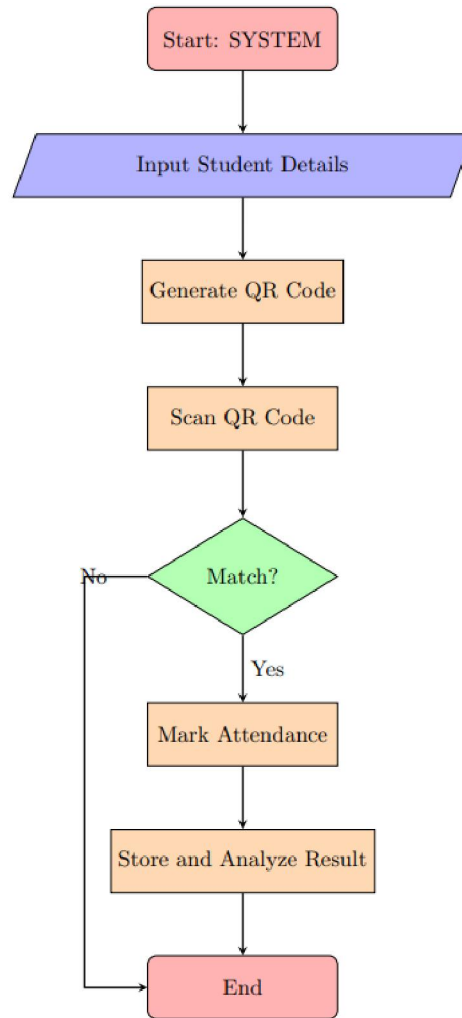 Start: SYSTEM
Input Student Details
Generate QR Code
Scan QR Code
Match?
No
Yes
Mark Attendance
Store and Analyze Result
End